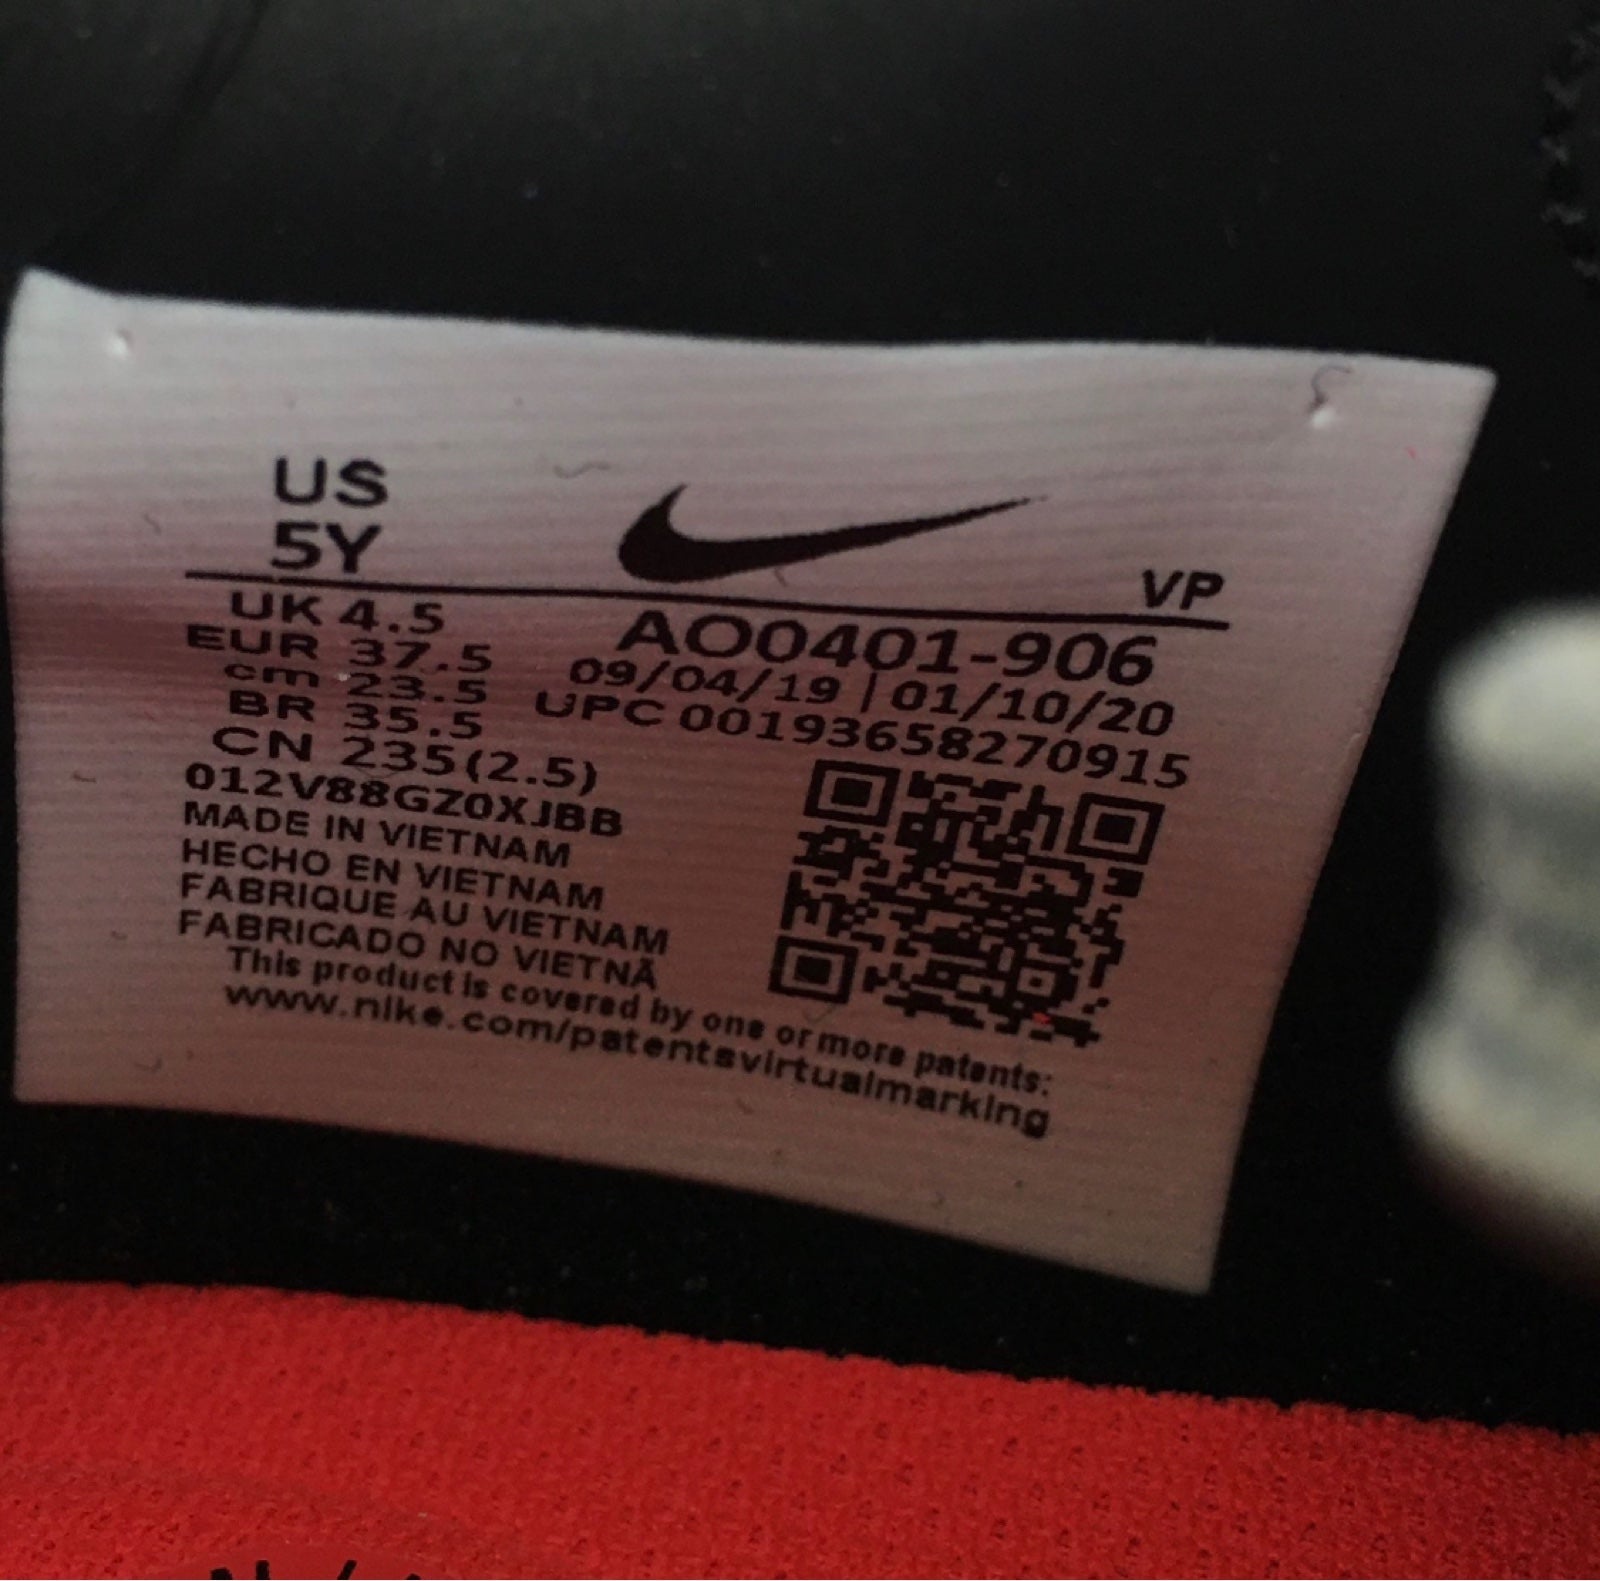 US
5Y
VP
UK 4.5
EUR 37.5
cm 23.5
BR 35.5
CN 235(2.5)
AO0401-906
09/04/19 | 01/10/20
UPC 00193658270915
012V88GZ0XJBB
MADE IN VIETNAM
HECHO EN VIETNAM
FABRIQUE AU VIETNAM
FABRICADO NO VIETNÃ
This product is covered by one or more patents:
www.nike.com/patentsvirtualmarking